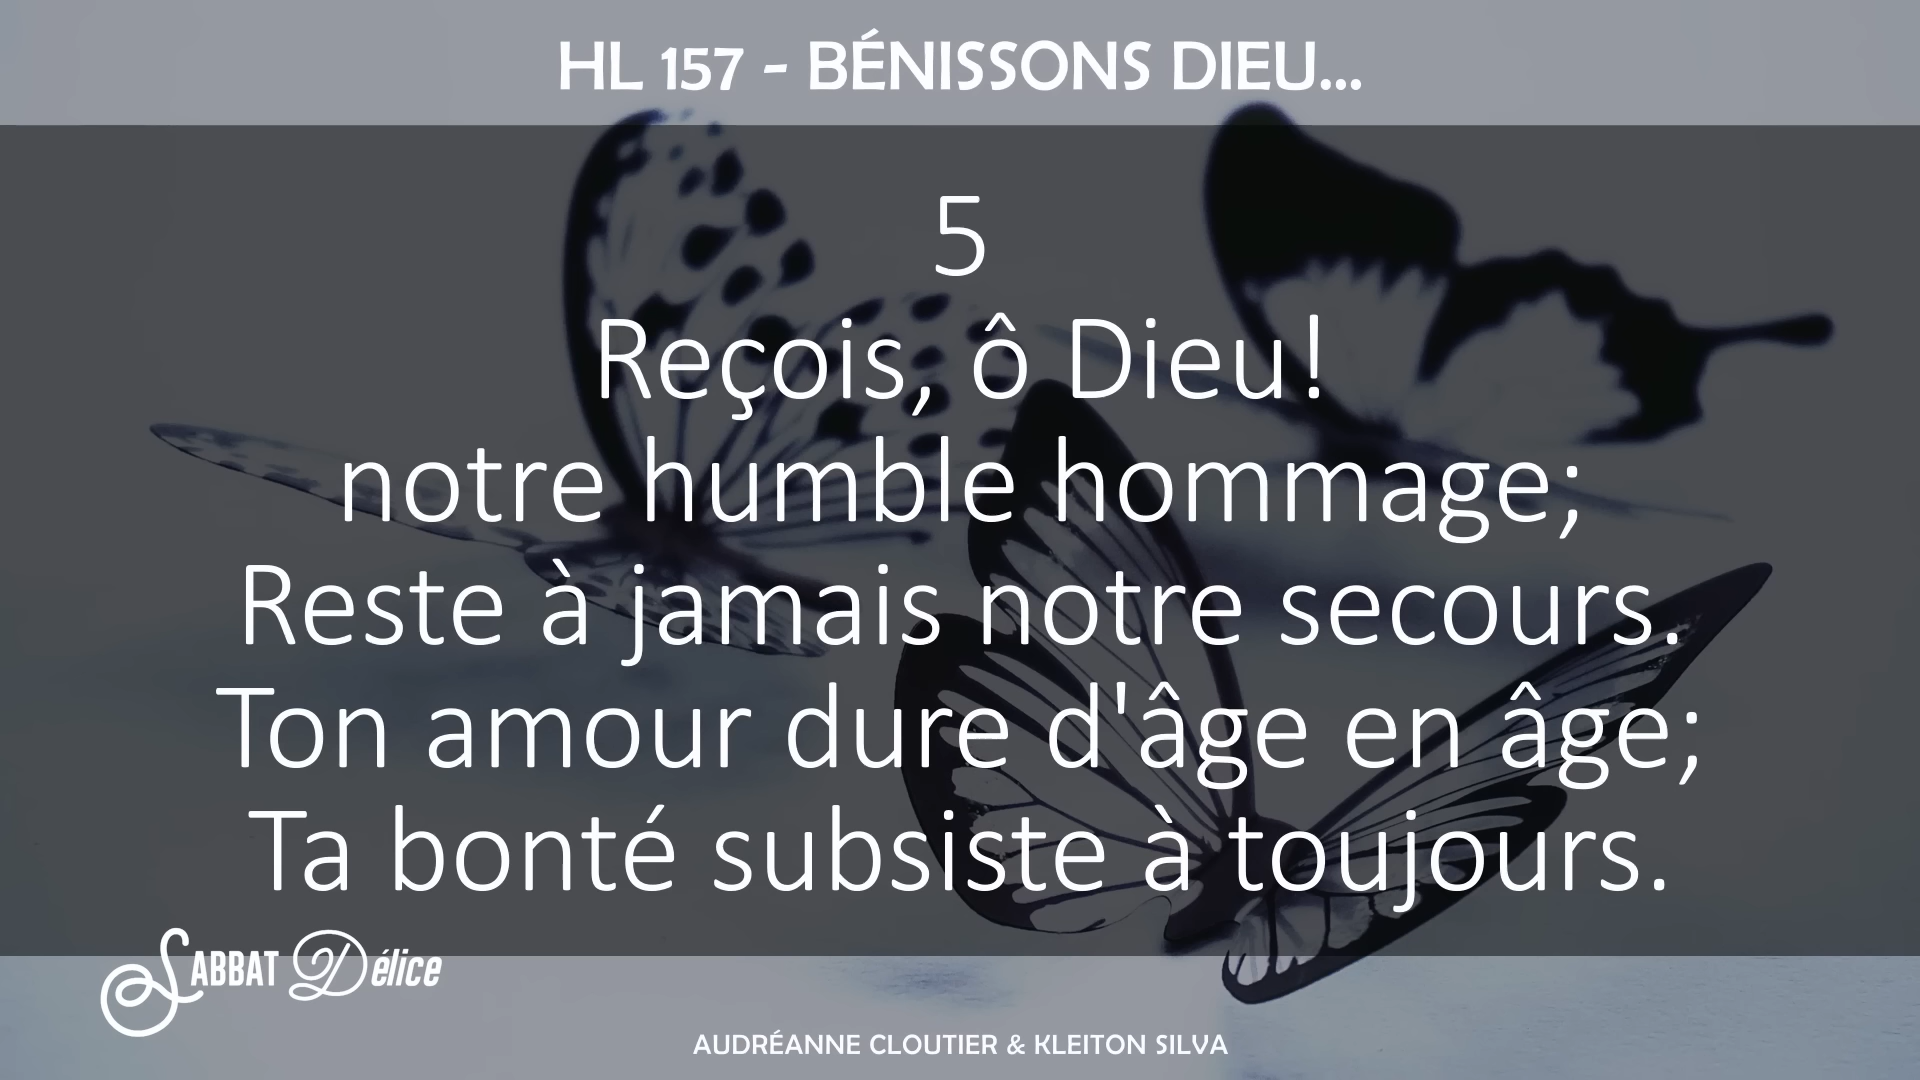 HL 157 - BÉNISSONS DIEU...
5
Reçois, ô Dieu!
notre humble hommage;
Reste à jamais notre secours.
Ton amour dure d'âge en âge;
Ta bonté subsiste à toujours.
SABBAT Délice
AUDRÉANNE CLOUTIER & KLEITON SILVA